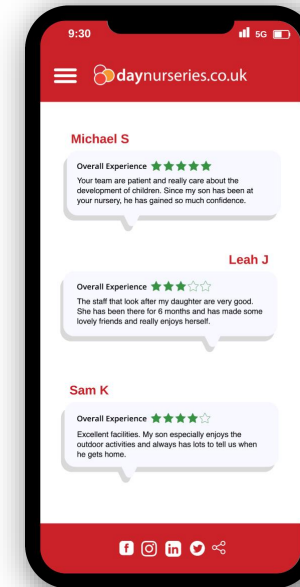 9:30
5G
daynurseries.co.uk
Michael S
Overall Experience
Your team are patient and really care about the
development of children. Since my son has been at
your nursery, he has gained so much confidence.
Leah J
Overall Experience
The staff that look after my daughter are very good.
She has been there for 6 months and has made some
lovely friends and really enjoys herself.
Sam K
Overall Experience
Excellent facilities. My son especially enjoys the
outdoor activities and always has lots to tell us when
he gets home.